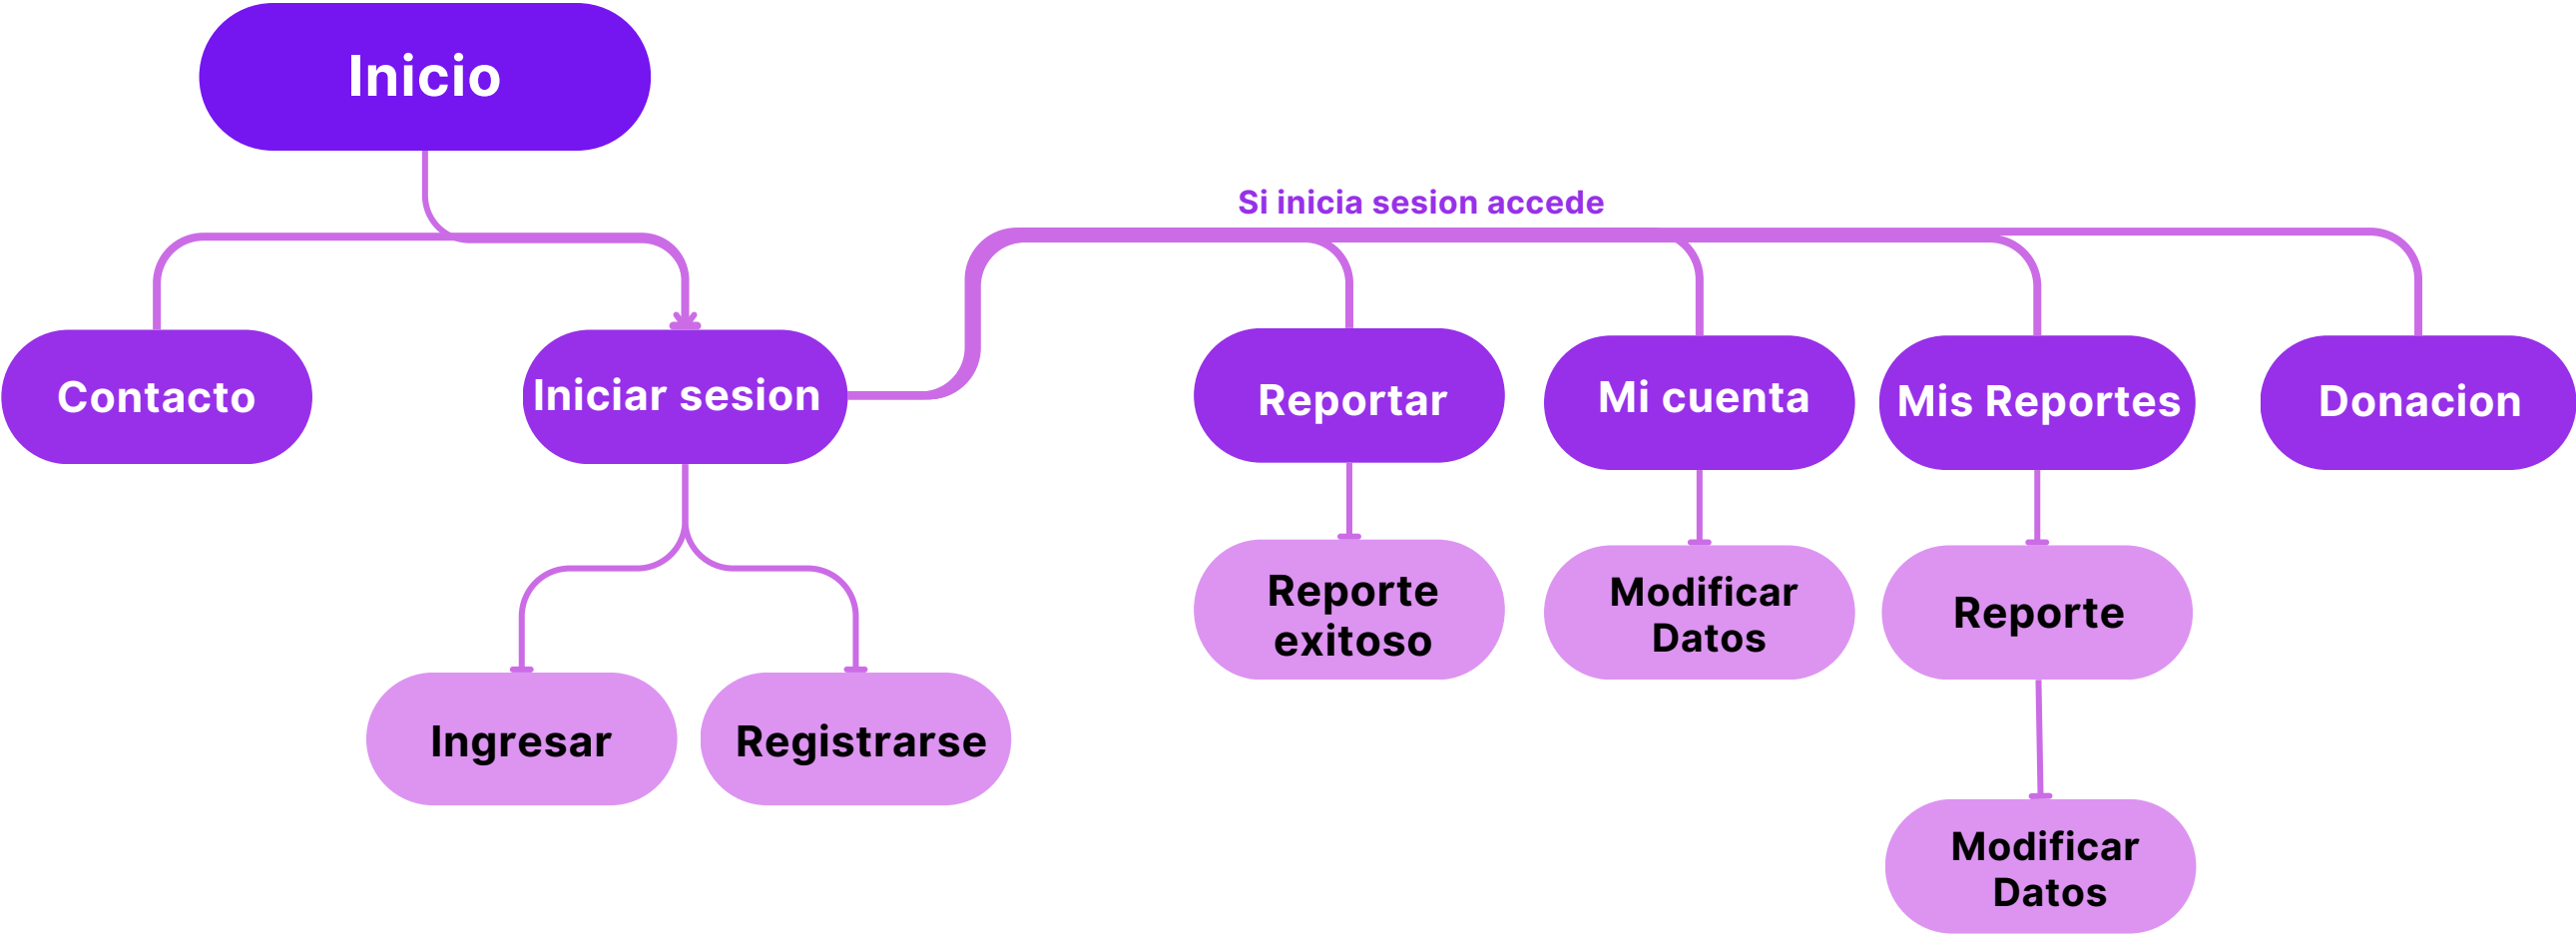 Inicio
Si inicia sesion accede
Contacto
Iniciar sesion
Reportar
Mi cuenta
Mis Reportes
Donacion
Reporte
exitoso
Modificar
Datos
Reporte
Ingresar
Registrarse
Modificar
Datos